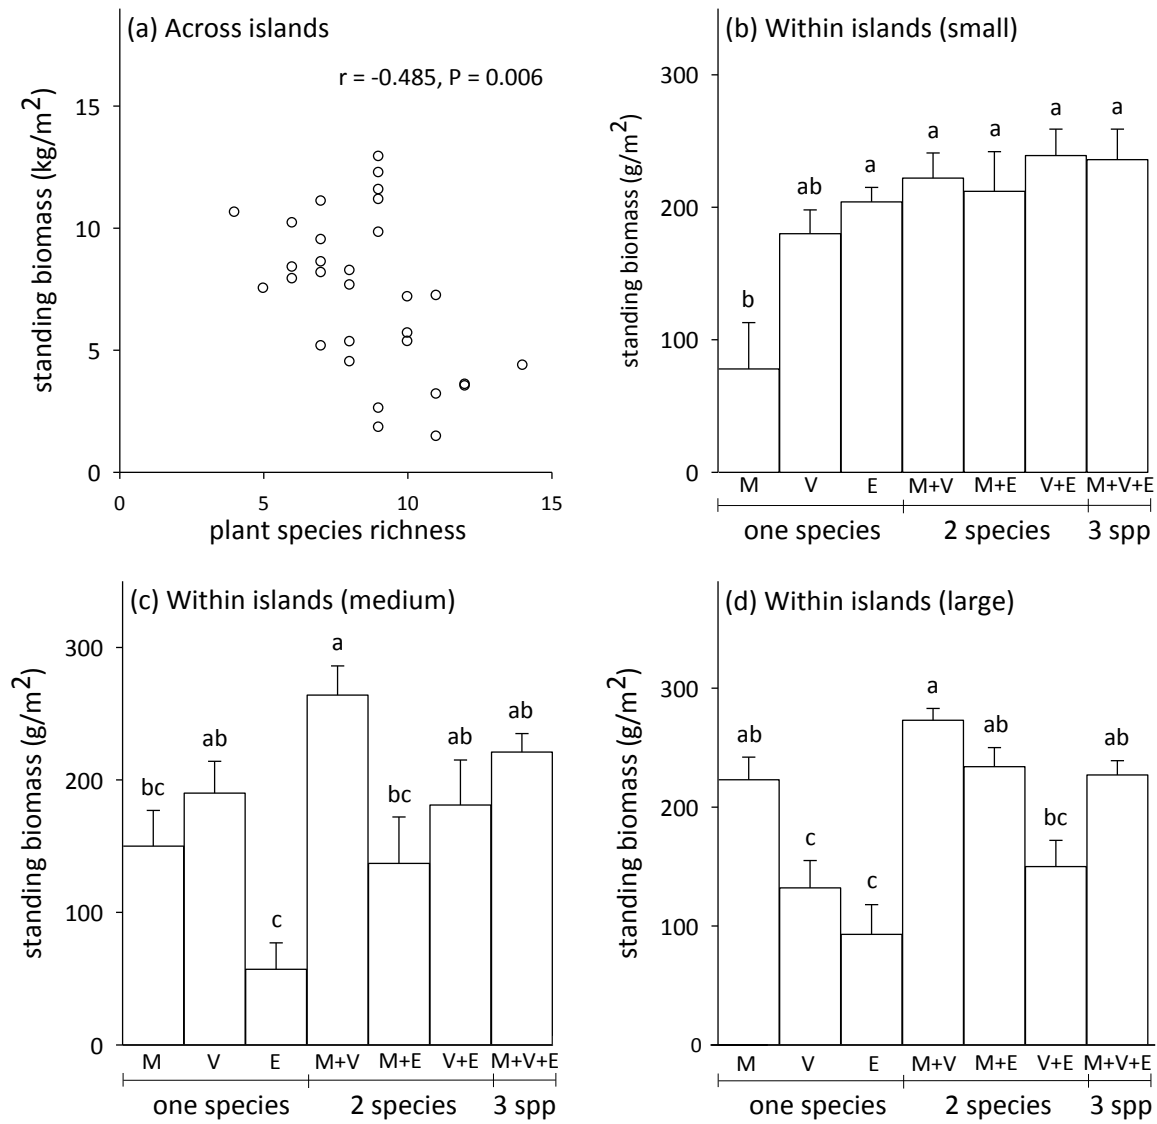 (a) Across islands
r = -0.485, P = 0.006
standing biomass (kg/m²)
15
10
5
0
0 5 10 15
plant species richness
(b) Within islands (small)
standing biomass (g/m²)
300
200
100
0
b ab a a a a a
M V E M+V M+E V+E M+V+E
one species 2 species 3 spp
(c) Within islands (medium)
standing biomass (g/m²)
300
200
100
0
bc ab c a bc ab ab
M V E M+V M+E V+E M+V+E
one species 2 species 3 spp
(d) Within islands (large)
standing biomass (g/m²)
300
200
100
0
ab c c a ab bc ab
M V E M+V M+E V+E M+V+E
one species 2 species 3 spp